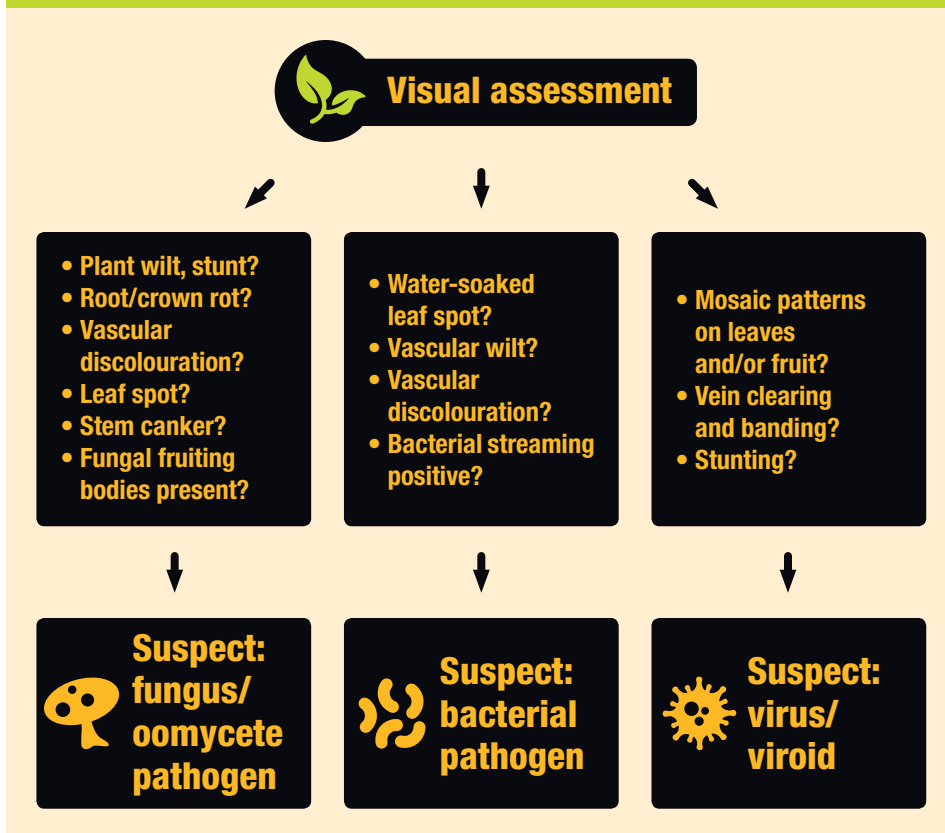 Visual assessment
• Plant wilt, stunt?
• Root/crown rot?
• Vascular
discolouration?
• Leaf spot?
• Stem canker?
• Fungal fruiting
bodies present?
• Water-soaked
leaf spot?
• Vascular wilt?
• Vascular
discolouration?
• Bacterial streaming
positive?
• Mosaic patterns
on leaves
and/or fruit?
• Vein clearing
and banding?
• Stunting?
Suspect:
fungus/
oomycete
pathogen
Suspect:
bacterial
pathogen
Suspect:
virus/
viroid